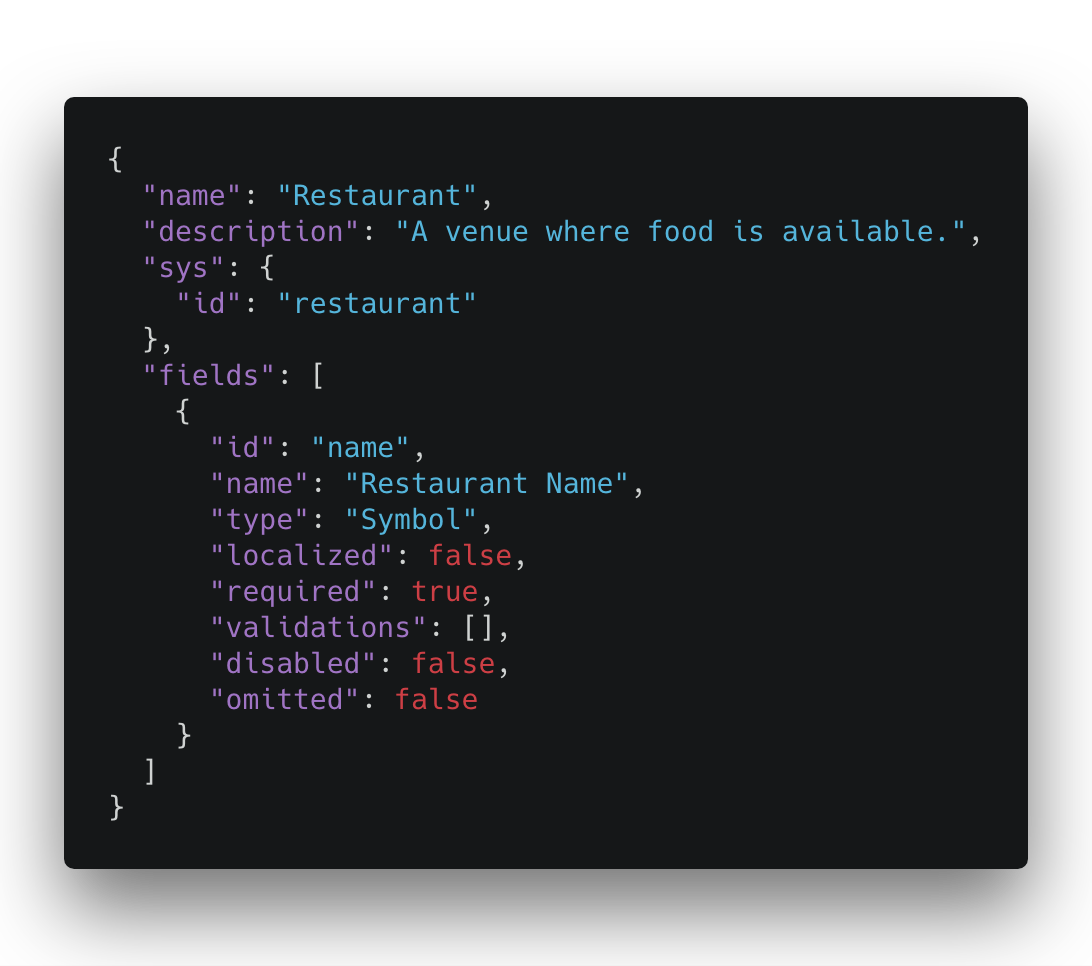 {
  "name": "Restaurant",
  "description": "A venue where food is available.",
  "sys": {
    "id": "restaurant"
  },
  "fields": [
    {
      "id": "name",
      "name": "Restaurant Name",
      "type": "Symbol",
      "localized": false,
      "required": true,
      "validations": [],
      "disabled": false,
      "omitted": false
    }
  ]
}